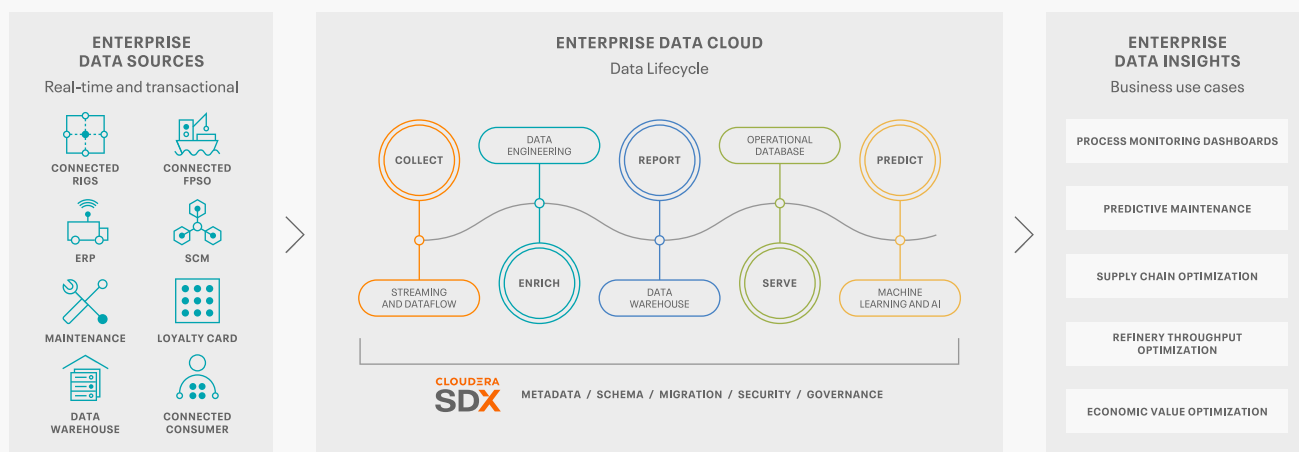 ENTERPRISE
DATA SOURCES
Real-time and transactional
CONNECTED
RIGS
CONNECTED
FPSO
ERP
SCM
MAINTENANCE
LOYALTY CARD
DATA
WAREHOUSE
CONNECTED
CONSUMER
ENTERPRISE DATA CLOUD
Data Lifecycle
COLLECT
DATA
ENGINEERING
REPORT
OPERATIONAL
DATABASE
PREDICT
STREAMING
AND DATAFLOW
ENRICH
DATA
WAREHOUSE
SERVE
MACHINE
LEARNING AND AI
CLOUDERA
SDX
METADATA / SCHEMA / MIGRATION / SECURITY / GOVERNANCE
ENTERPRISE
DATA INSIGHTS
Business use cases
PROCESS MONITORING DASHBOARDS
PREDICTIVE MAINTENANCE
SUPPLY CHAIN OPTIMIZATION
REFINERY THROUGHPUT
OPTIMIZATION
ECONOMIC VALUE OPTIMIZATION